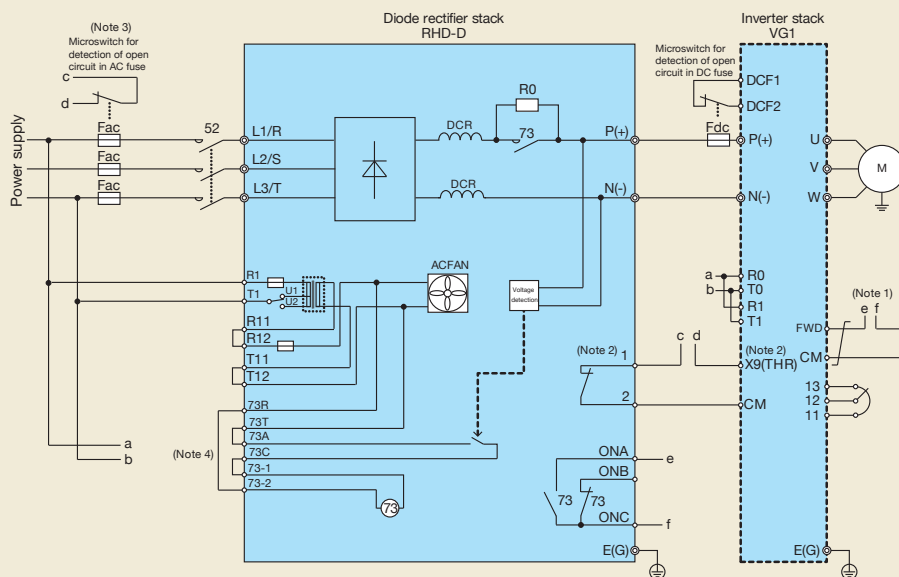 Diode rectifier stack
RHD-D
Inverter stack
VG1
(Note 3)
Microswitch for
detection of open
circuit in AC fuse
c
d
Microswitch for
detection of open
circuit in DC fuse
DCF1
DCF2
Power supply
Fac
52
L1/R
Fac
L2/S
Fac
L3/T
DCR
R0
73
P(+)
DCR
N(-)
Fdc
P(+)
N(-)
U
V
W
M
R1
T1
U1
U2
R11
R12
T11
T12
ACFAN
Voltage
detection
73R
73T
73A
73C
73-1
73-2
73
(Note 4)
a
b
(Note 2)
1
2
c
d
ONA
ONB
ONC
73
73
e
f
E(G)
a
b
R0
T0
R1
T1
(Note 1)
e
f
FWD
(Note 2)
X9(THR)
CM
CM
13
12
11
E(G)